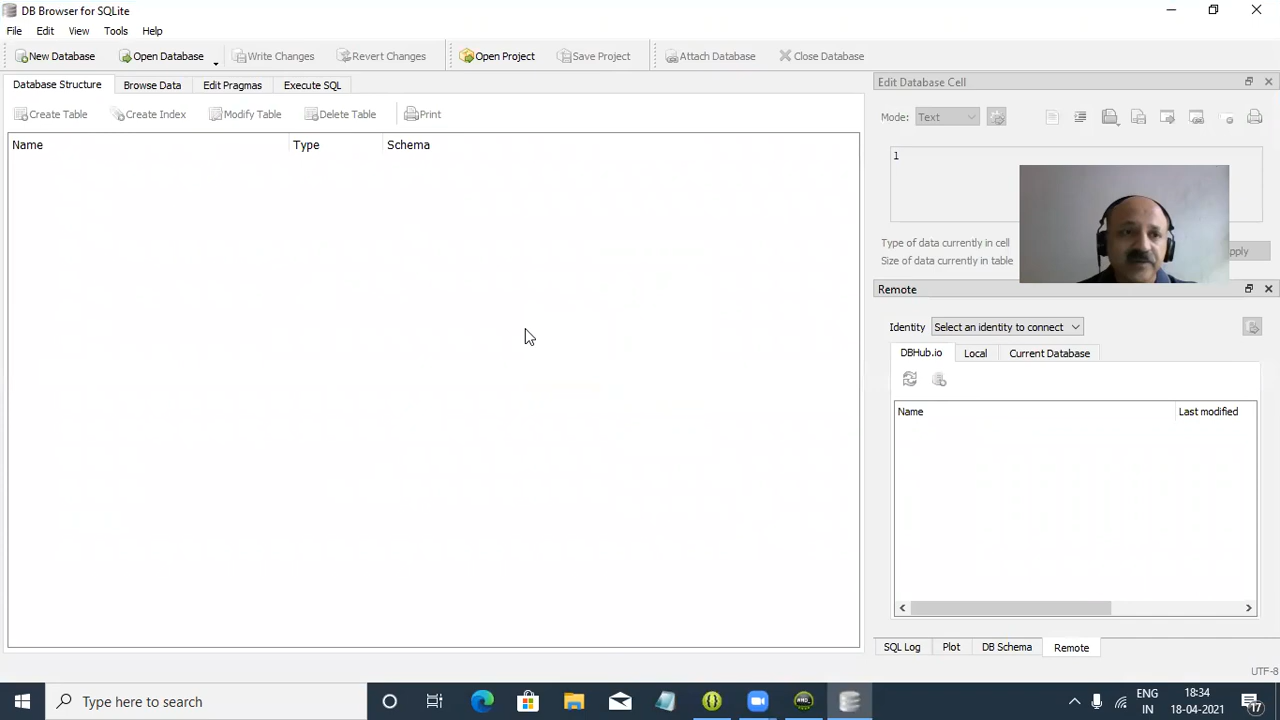 DB Browser for SQLite
File Edit View Tools Help
New Database Open Database Write Changes Revert Changes Open Project Save Project Attach Database Close Database
Database Structure Browse Data Edit Pragmas Execute SQL
Create Table Create Index Modify Table Delete Table Print
Name Type Schema
Edit Database Cell
Mode: Text
1
Type of data currently in cell
Size of data currently in table
pply
Remote
Identity Select an identity to connect
DBHub.io Local Current Database
Name Last modified
SQL Log Plot DB Schema Remote
UTF-8
Type here to search
ENG
IN
18:34
18-04-2021
17